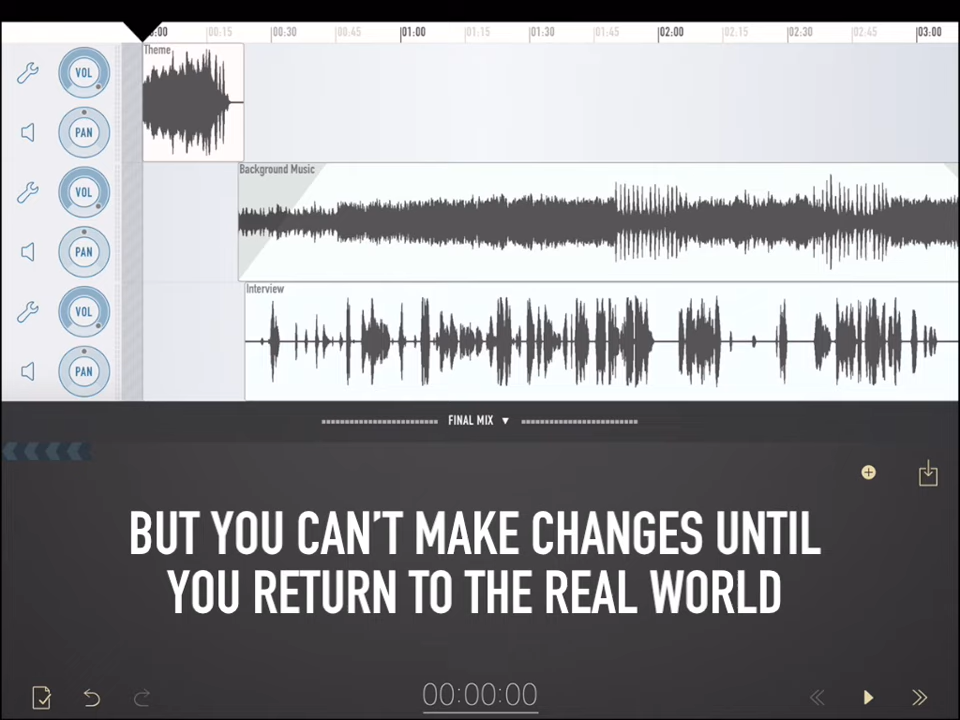 :00 00:15 00:30 00:45 01:00 01:15 01:30 01:45 02:00 02:15 02:30 02:45 03:00
Theme
VOL
PAN
Background Music
VOL
PAN
Interview
VOL
PAN
FINAL MIX
BUT YOU CAN'T MAKE CHANGES UNTIL
YOU RETURN TO THE REAL WORLD
00:00:00